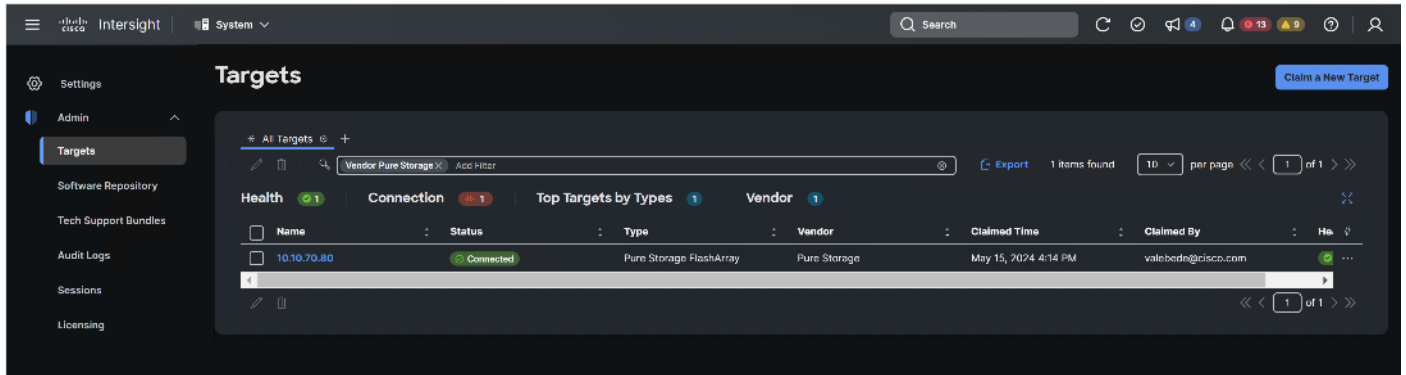 cisco Intersight System Search 4 13 9
Targets
Claim a New Target
Settings
Admin
Targets
Software Repository
Tech Support Bundles
Audit Logs
Sessions
Licensing
All Targets +
Vendor Pure Storage × Add Filter Export 1 items found 10 per page 1 of 1
Health 1 Connection 1 Top Targets by Types 1 Vendor 1
Name Status Type Vendor Claimed Time Claimed By Hea
10.10.70.80 Connected Pure Storage FlashArray Pure Storage May 15, 2024 4:14 PM valebede@cisco.com
1 of 1